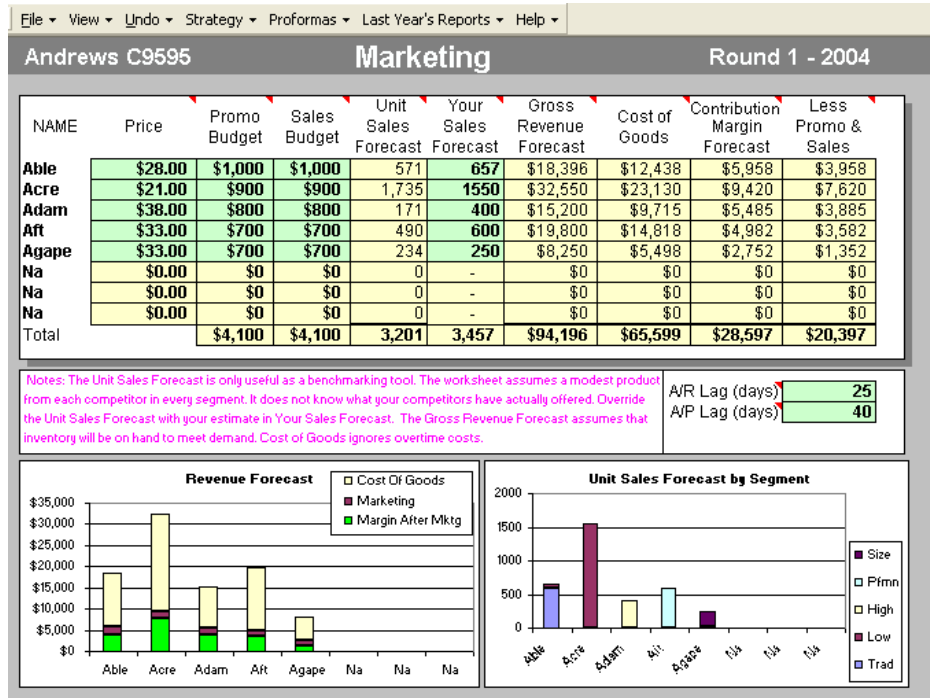 File View Undo Strategy Proformas Last Year's Reports Help
Andrews C9595 Marketing Round 1 - 2004
NAME Price Promo Budget Sales Budget Unit Sales Forecast Your Sales Forecast Gross Revenue Forecast Cost of Goods Contribution Margin Forecast Less Promo & Sales
Able $28.00 $1,000 $1,000 571 657 $18,396 $12,438 $5,958 $3,958
Acre $21.00 $900 $900 1,735 1550 $32,550 $23,130 $9,420 $7,620
Adam $38.00 $800 $800 171 400 $15,200 $9,715 $5,485 $3,885
Aft $33.00 $700 $700 490 600 $19,800 $14,818 $4,982 $3,582
Agape $33.00 $700 $700 234 250 $8,250 $5,498 $2,752 $1,352
Na $0.00 $0 $0 0 - $0 $0 $0 $0
Na $0.00 $0 $0 0 - $0 $0 $0 $0
Na $0.00 $0 $0 0 - $0 $0 $0 $0
Total $4,100 $4,100 3,201 3,457 $94,196 $65,599 $28,597 $20,397
Notes: The Unit Sales Forecast is only useful as a benchmarking tool. The worksheet assumes a modest product
from each competitor in every segment. It does not know what your competitors have actually offered. Override
the Unit Sales Forecast with your estimate in Your Sales Forecast. The Gross Revenue Forecast assumes that
inventory will be on hand to meet demand. Cost of Goods ignores overtime costs.
A/R Lag (days) 25
A/P Lag (days) 40
Revenue Forecast
Cost Of Goods
Marketing
Margin After Mktg
$35,000
$30,000
$25,000
$20,000
$15,000
$10,000
$5,000
$0
Able Acre Adam Aft Agape Na Na Na
Unit Sales Forecast by Segment
2000
1500
1000
500
0
Able Acre Adam Aft Agape Na Na Na
Size
Pfmn
High
Low
Trad